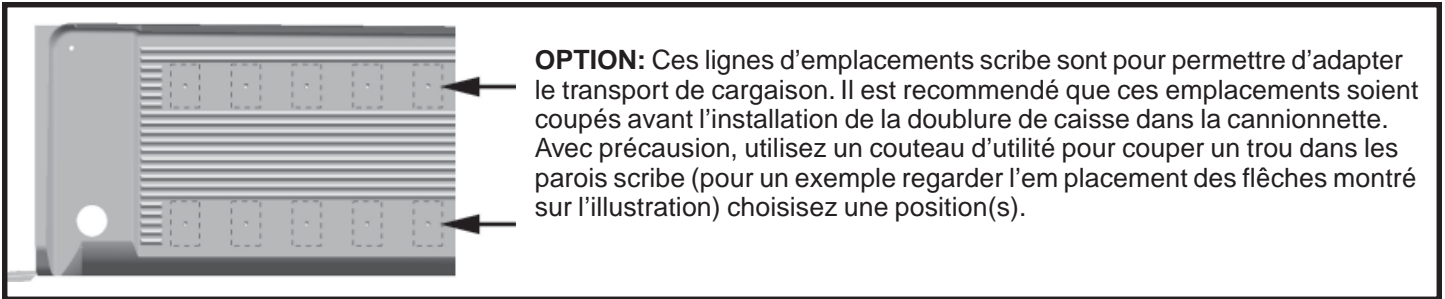 OPTION: Ces lignes d’emplacements scribe sont pour permettre d’adapter
le transport de cargaison. Il est recommendé que ces emplacements soient
coupés avant l’installation de la doublure de caisse dans la cannionnette.
Avec précausion, utilisez un couteau d’utilité pour couper un trou dans les
parois scribe (pour un exemple regarder l’em placement des flêches montré
sur l’illustration) choisisez une position(s).